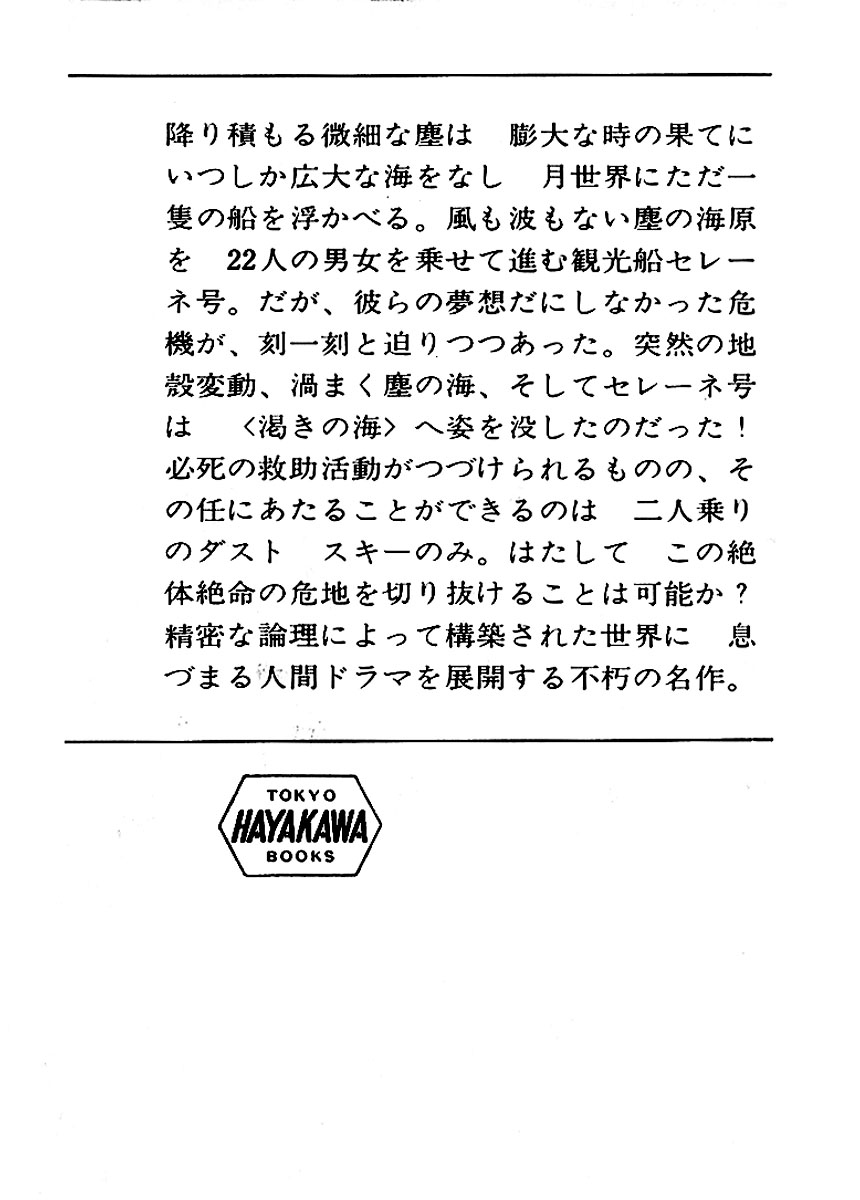 降り積もる微細な塵は　膨大な時の果てに
いつしか広大な海をなし　月世界にただ一
隻の船を浮かべる。風も波もない塵の海原
を　22人の男女を乗せて進む観光船セレー
ネ号。だが、彼らの夢想だにしなかった危
機が、刻一刻と迫りつつあった。突然の地
殻変動、渦まく塵の海、そしてセレーネ号
は　〈渇きの海〉へ姿を没したのだった！
必死の救助活動がつづけられるものの、そ
の任にあたることができるのは　二人乗り
のダスト　スキーのみ。はたして　この絶
体絶命の危地を切り抜けることは可能か？
精密な論理によって構築された世界に　息
づまる人間ドラマを展開する不朽の名作。
TOKYO
HAYAKAWA
BOOKS